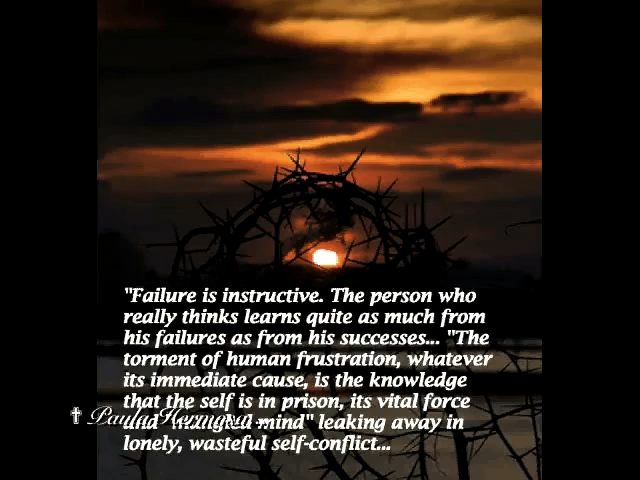 "Failure is instructive. The person who
really thinks learns quite as much from
his failures as from his successes... "The
torment of human frustration, whatever
its immediate cause, is the knowledge
that the self is in prison, its vital force
and "mangled mind" leaking away in
lonely, wasteful self-conflict...